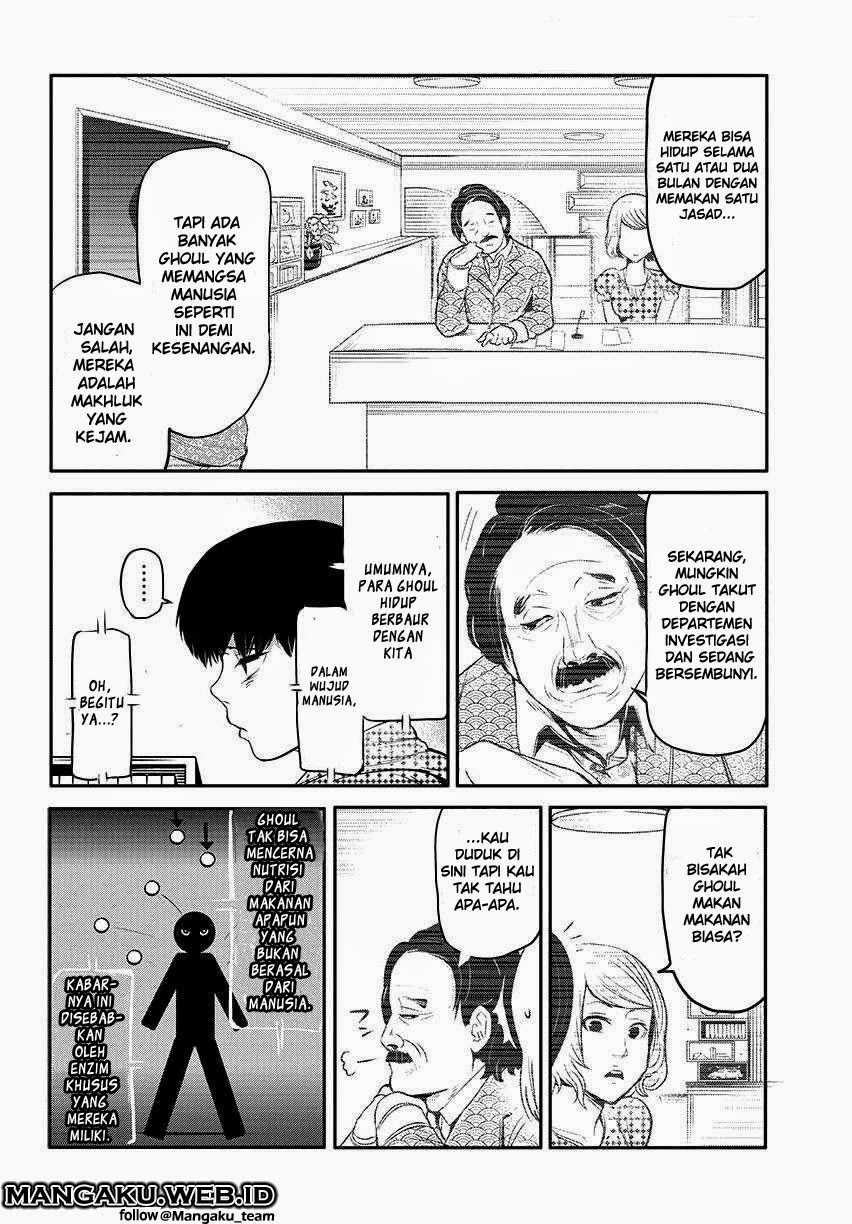 MEREKA BISA
HIDUP SELAMA
SATU ATAU DUA
BULAN DENGAN
MEMAKAN SATU
JASAD...
TAPI ADA
BANYAK
GHOUL YANG
MEMANGSA
MANUSIA
SEPERTI
INI DEMI
KESENANGAN.
JANGAN
SALAH,
MEREKA
ADALAH
MAKHLUK
YANG
KEJAM.
SEKARANG,
MUNGKIN
GHOUL TAKUT
DENGAN
DEPARTEMEN
INVESTIGASI
DAN SEDANG
BERSEMBUNYI.
UMUMNYA,
PARA GHOUL
HIDUP
BERBAUR
DENGAN
KITA
DALAM
WUJUD
MANUSIA,
......
OH,
BEGITU
YA...?
TAK
BISAKAH
GHOUL
MAKAN
MAKANAN
BIASA?
...KAU
DUDUK DI
SINI TAPI KAU
TAK TAHU
APA-APA.
GHOUL
TAK BISA
MENCERNA
NUTRISI
DARI
MAKANAN
APAPUN
YANG
BUKAN
BERASAL
DARI
MANUSIA.
KABAR-
NYA INI
DISEBAB-
KAN
OLEH
ENZIM
KHUSUS
YANG
MEREKA
MILIKI.
MANGAKU.WEB.ID
follow @Mangaku_team